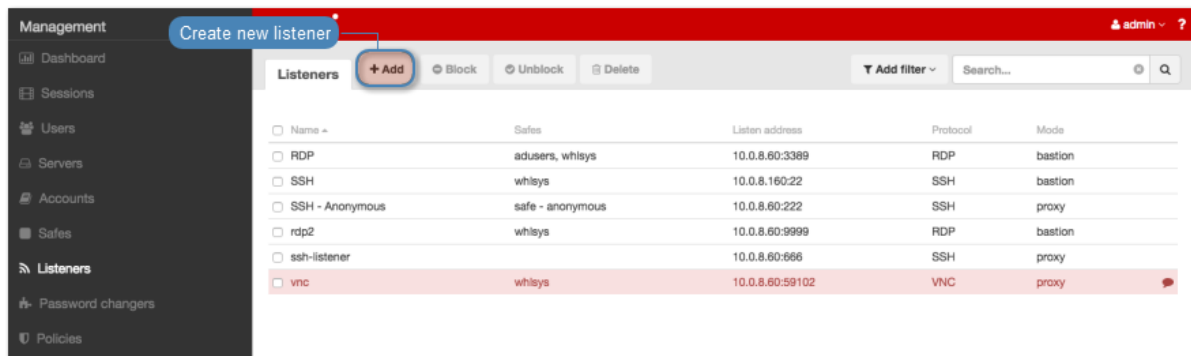 Management
Create new listener
admin ?
Dashboard
Sessions
Users
Servers
Accounts
Safes
Listeners
Password changers
Policies
Listeners + Add Block Unblock Delete Add filter Search...
Name Safes Listen address Protocol Mode
RDP adusers, whlsys 10.0.8.60:3389 RDP bastion
SSH whlsys 10.0.8.160:22 SSH bastion
SSH - Anonymous safe - anonymous 10.0.8.60:222 SSH proxy
rdp2 whlsys 10.0.8.60:9999 RDP bastion
ssh-listener 10.0.8.60:666 SSH proxy
vnc whlsys 10.0.8.60:59102 VNC proxy